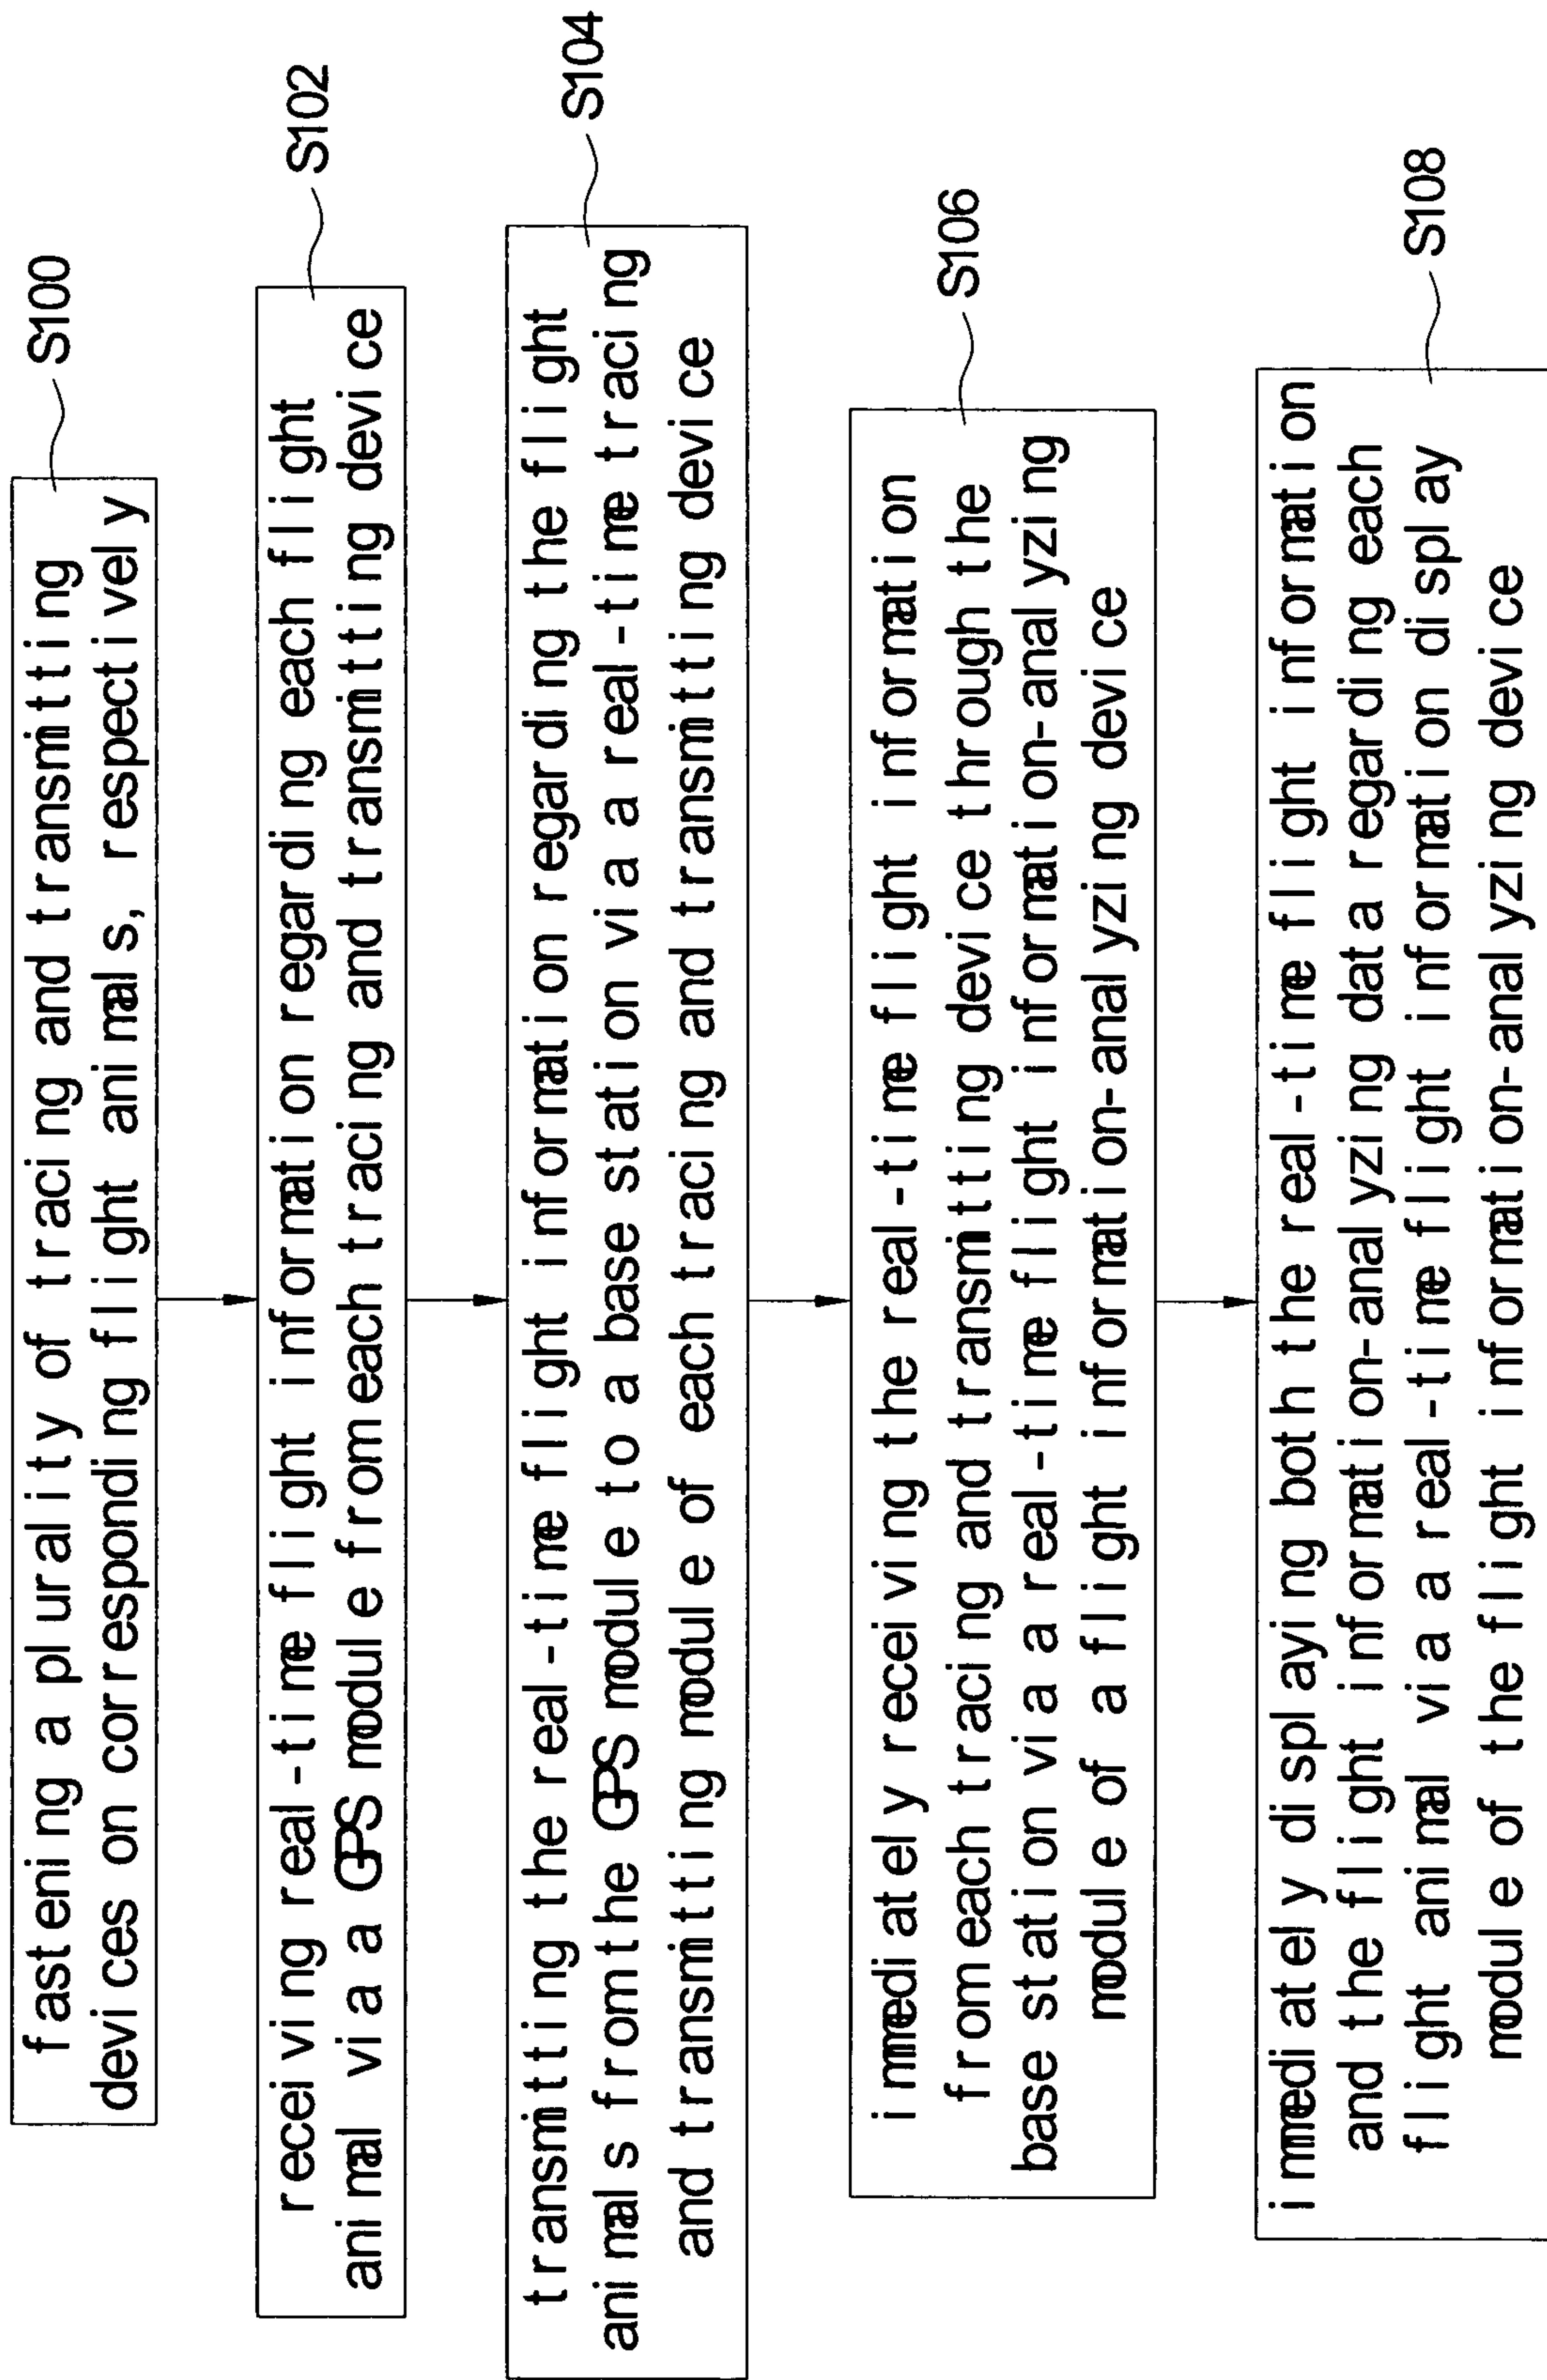 fastening a plurality of tracing and transmitting
devices on corresponding flight animals, respectively
S100
receiving real-time flight information regarding each flight
animal via a GPS module from each tracing and transmitting device
S102
transmitting the real-time flight information regarding the flight
animals from the GPS module to a base station via a real-time tracing
and transmitting module of each tracing and transmitting device
S104
immediately receiving the real-time flight information
from each tracing and transmitting device through the
base station via a real-time flight information-analyzing
module of a flight information-analyzing device
S106
immediately displaying both the real-time flight information
and the flight information-analyzing data regarding each
flight animal via a real-time flight information display
module of the flight information-analyzing device
S108